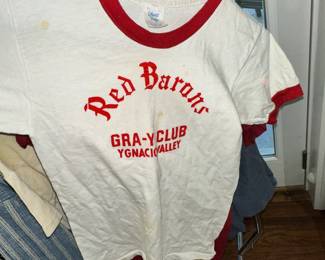 Red Barons
GRA-Y CLUB
YGNACIO VALLEY